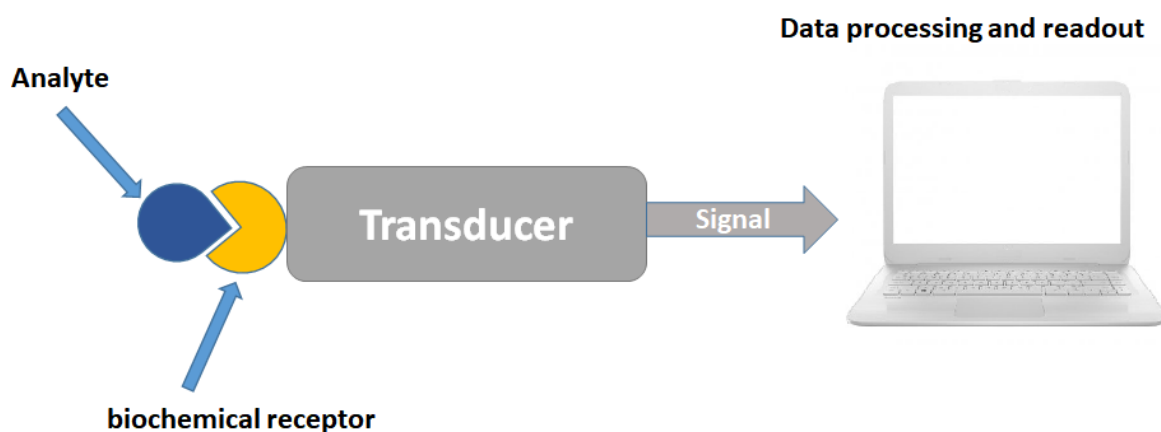 Data processing and readout
Analyte
Transducer
Signal
biochemical receptor